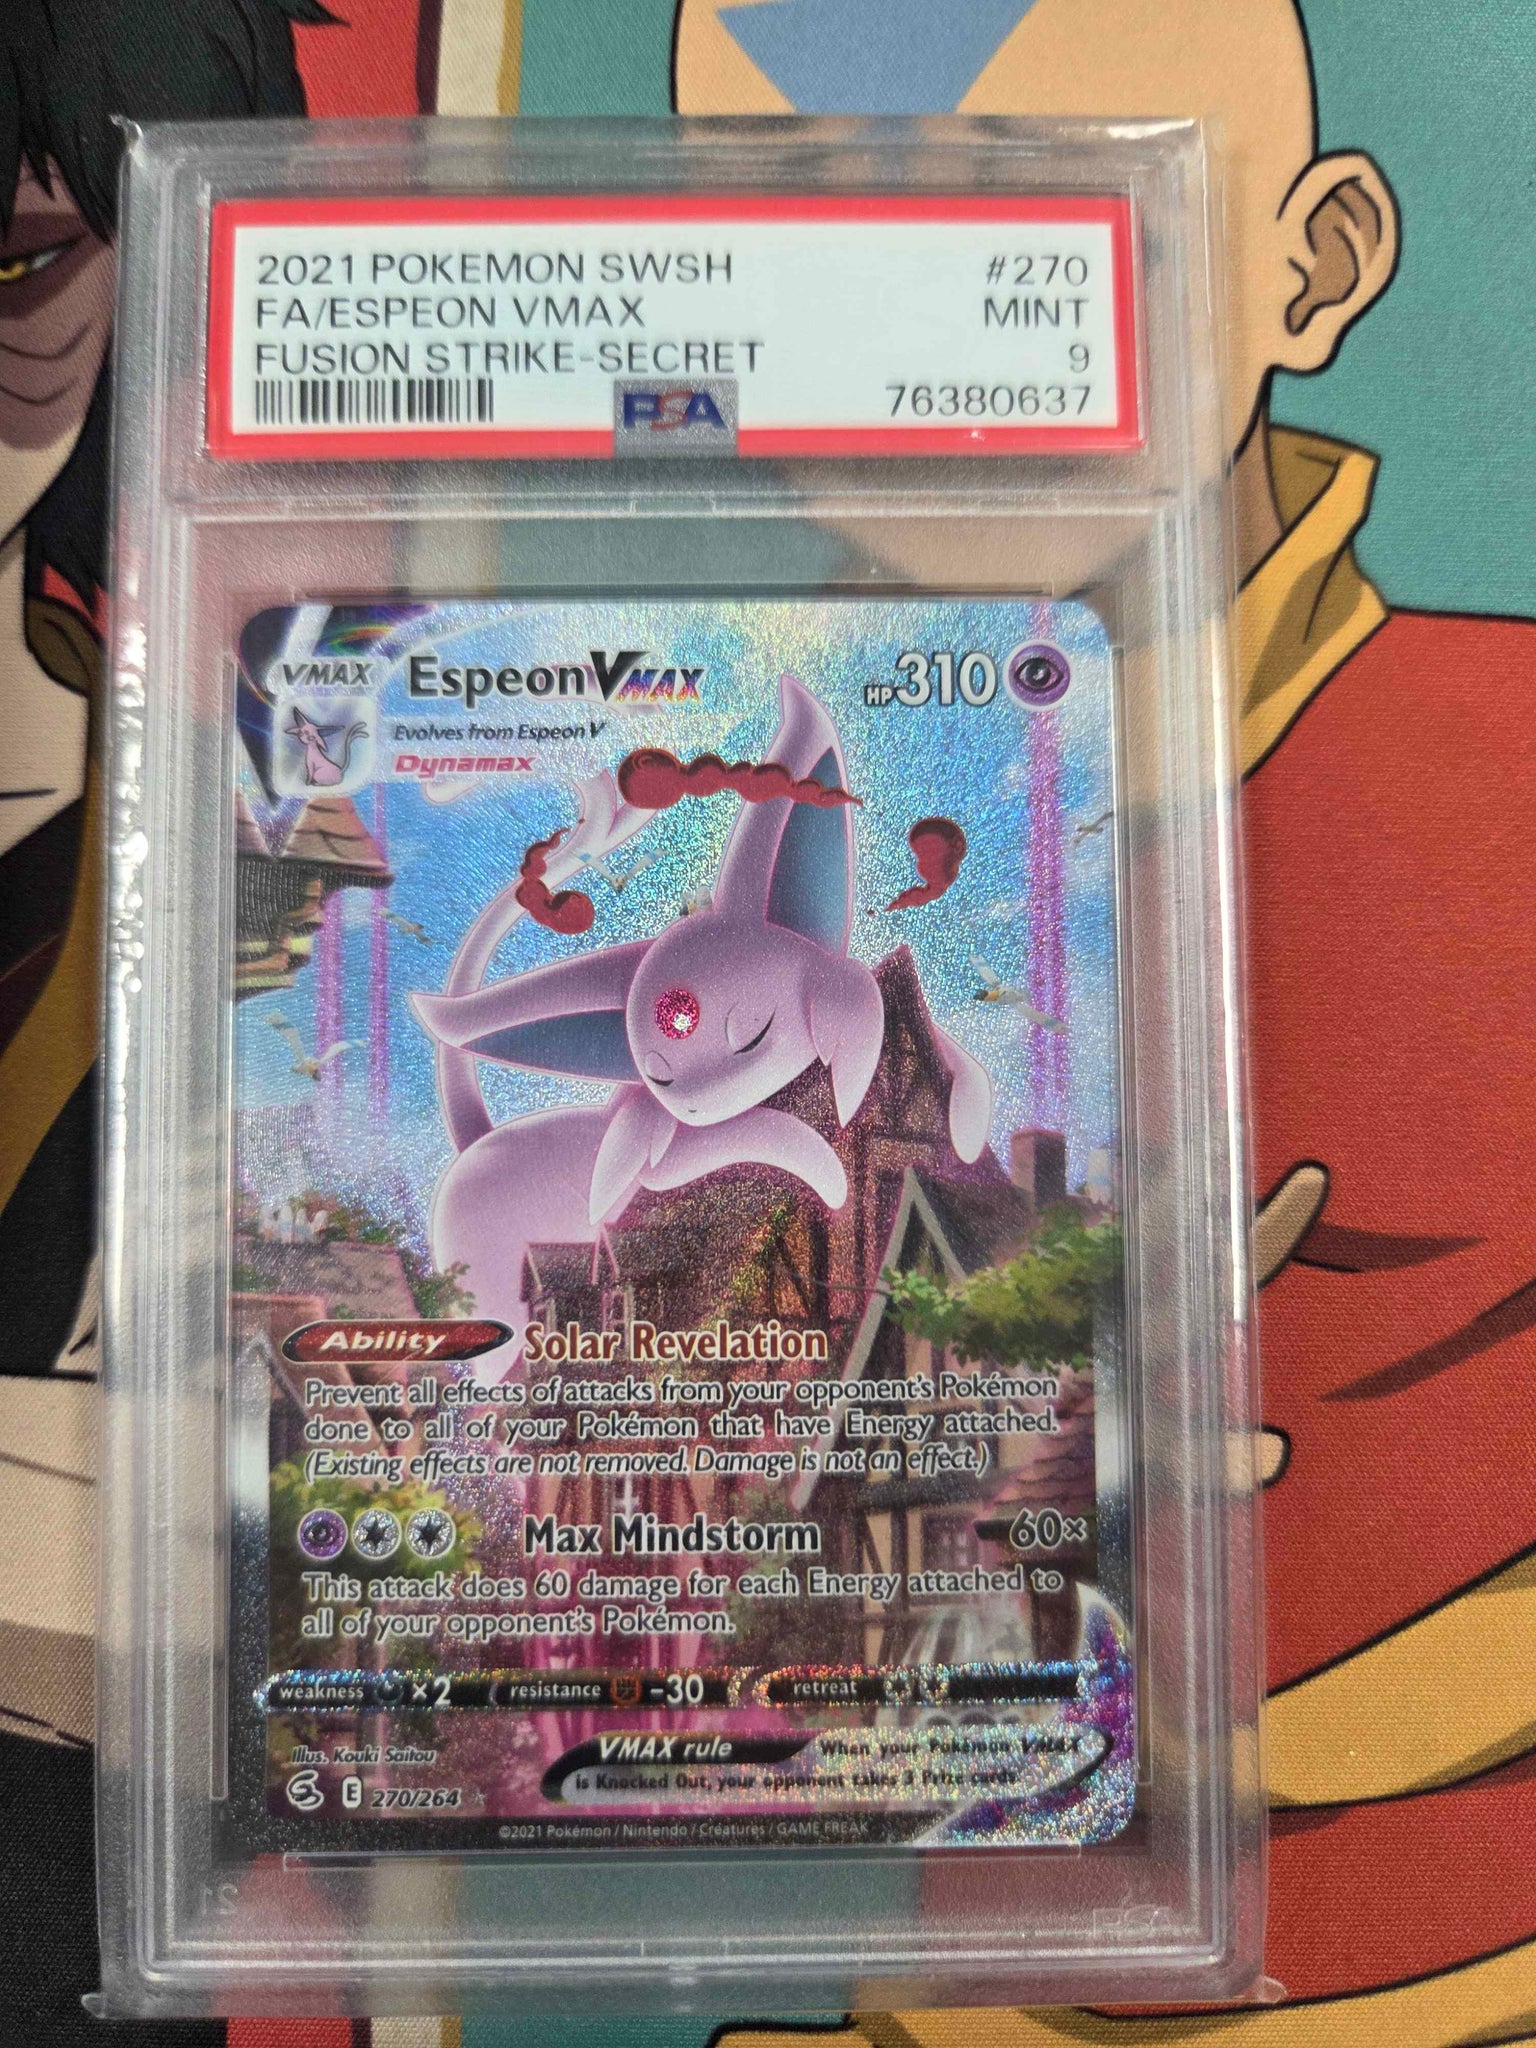 2021 POKEMON SWSH #270
FA/ESPEON VMAX MINT
FUSION STRIKE-SECRET 9
PSA 76380637
VMAX Espeon VMAX HP 310
Evolves from Espeon V
Dynamax
Ability Solar Revelation
Prevent all effects of attacks from your opponent's Pokémon
done to all of your Pokémon that have Energy attached.
(Existing effects are not removed. Damage is not an effect.)
Max Mindstorm 60×
This attack does 60 damage for each Energy attached to
all of your opponent's Pokémon.
weakness ×2 resistance -30 retreat
Illus. Kouki Saitou
VMAX rule When your Pokémon VMAX
is Knocked Out, your opponent takes 3 Prize cards.
E 270/264
©2021 Pokémon / Nintendo / Creatures / GAME FREAK
PSA